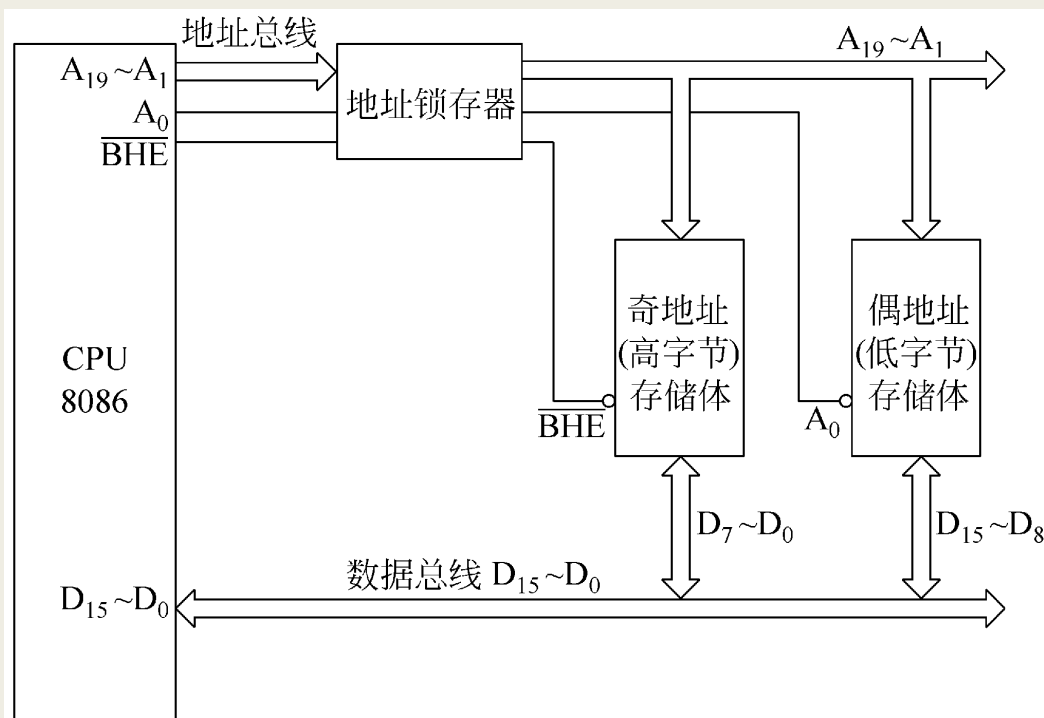 地址总线
A₁₉~A₁
A₀
B̅H̅E̅
地址锁存器
A₁₉~A₁
CPU
8086
奇地址
(高字节)
存储体
偶地址
(低字节)
存储体
B̅H̅E̅
A₀
D₇~D₀
D₁₅~D₈
数据总线 D₁₅~D₀
D₁₅~D₀